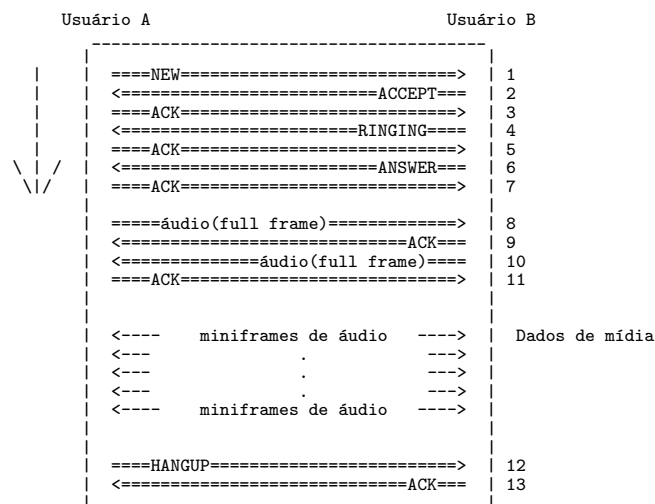 Usuário A                                     Usuário B
   ----------------------------------------
  |                                        |
|    |  ====NEW============================>  | 1
|    |  <==========================ACCEPT===  | 2
|    |  ====ACK============================>  | 3
|    |  <========================RINGING====  | 4
|    |  ====ACK============================>  | 5
\ | /  |  <==========================ANSWER===  | 6
\|/   |  ====ACK============================>  | 7
|                                        |
|  =====áudio(full frame)=============>  | 8
|  <=============================ACK===  | 9
|  <==============áudio(full frame)====  | 10
|  ====ACK============================>  | 11
|                                        |
|  <----    miniframes de áudio   ---->  |  Dados de mídia
|  <---               .            --->  |
|  <---               .            --->  |
|  <---               .            --->  |
|  <----    miniframes de áudio   ---->  |
|                                        |
|  ====HANGUP=========================>  | 12
|  <=============================ACK===  | 13
|                                        |